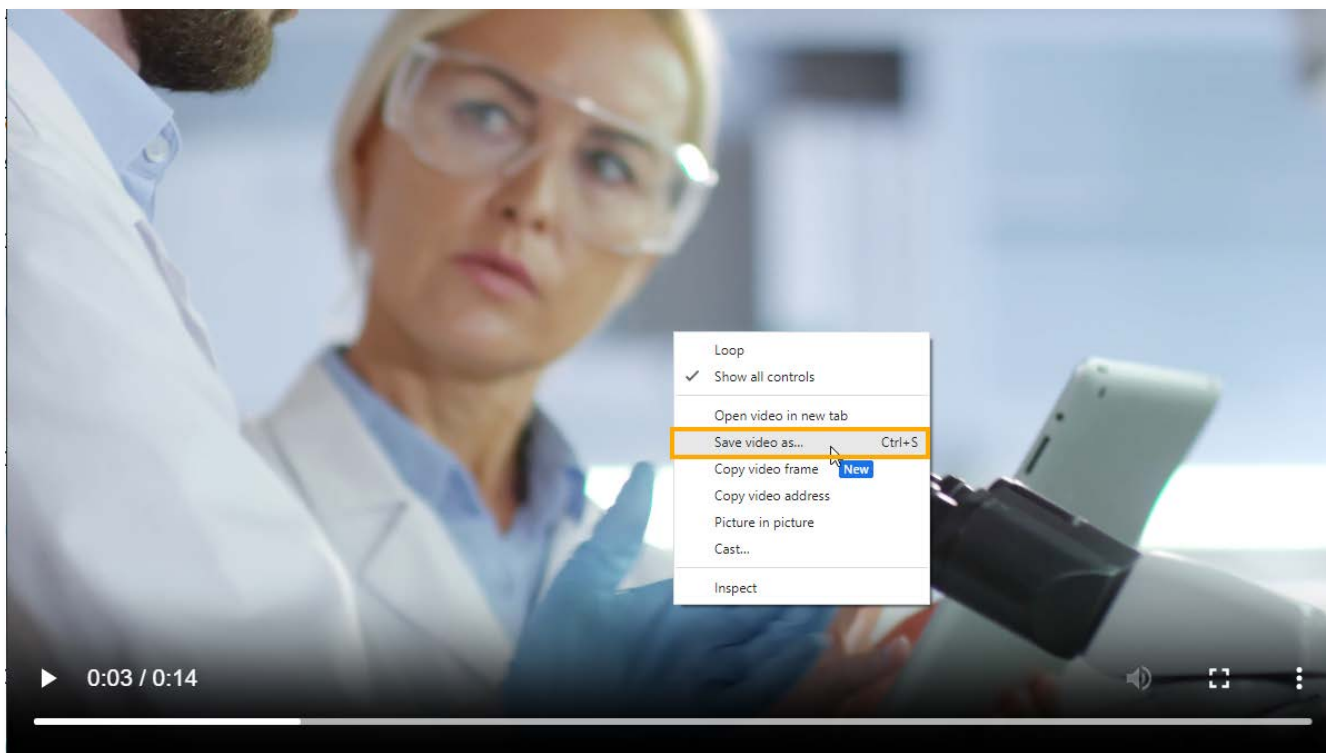 Loop
✓ Show all controls
Open video in new tab
Save video as... Ctrl+S
Copy video frame New
Copy video address
Picture in picture
Cast...
Inspect
0:03 / 0:14